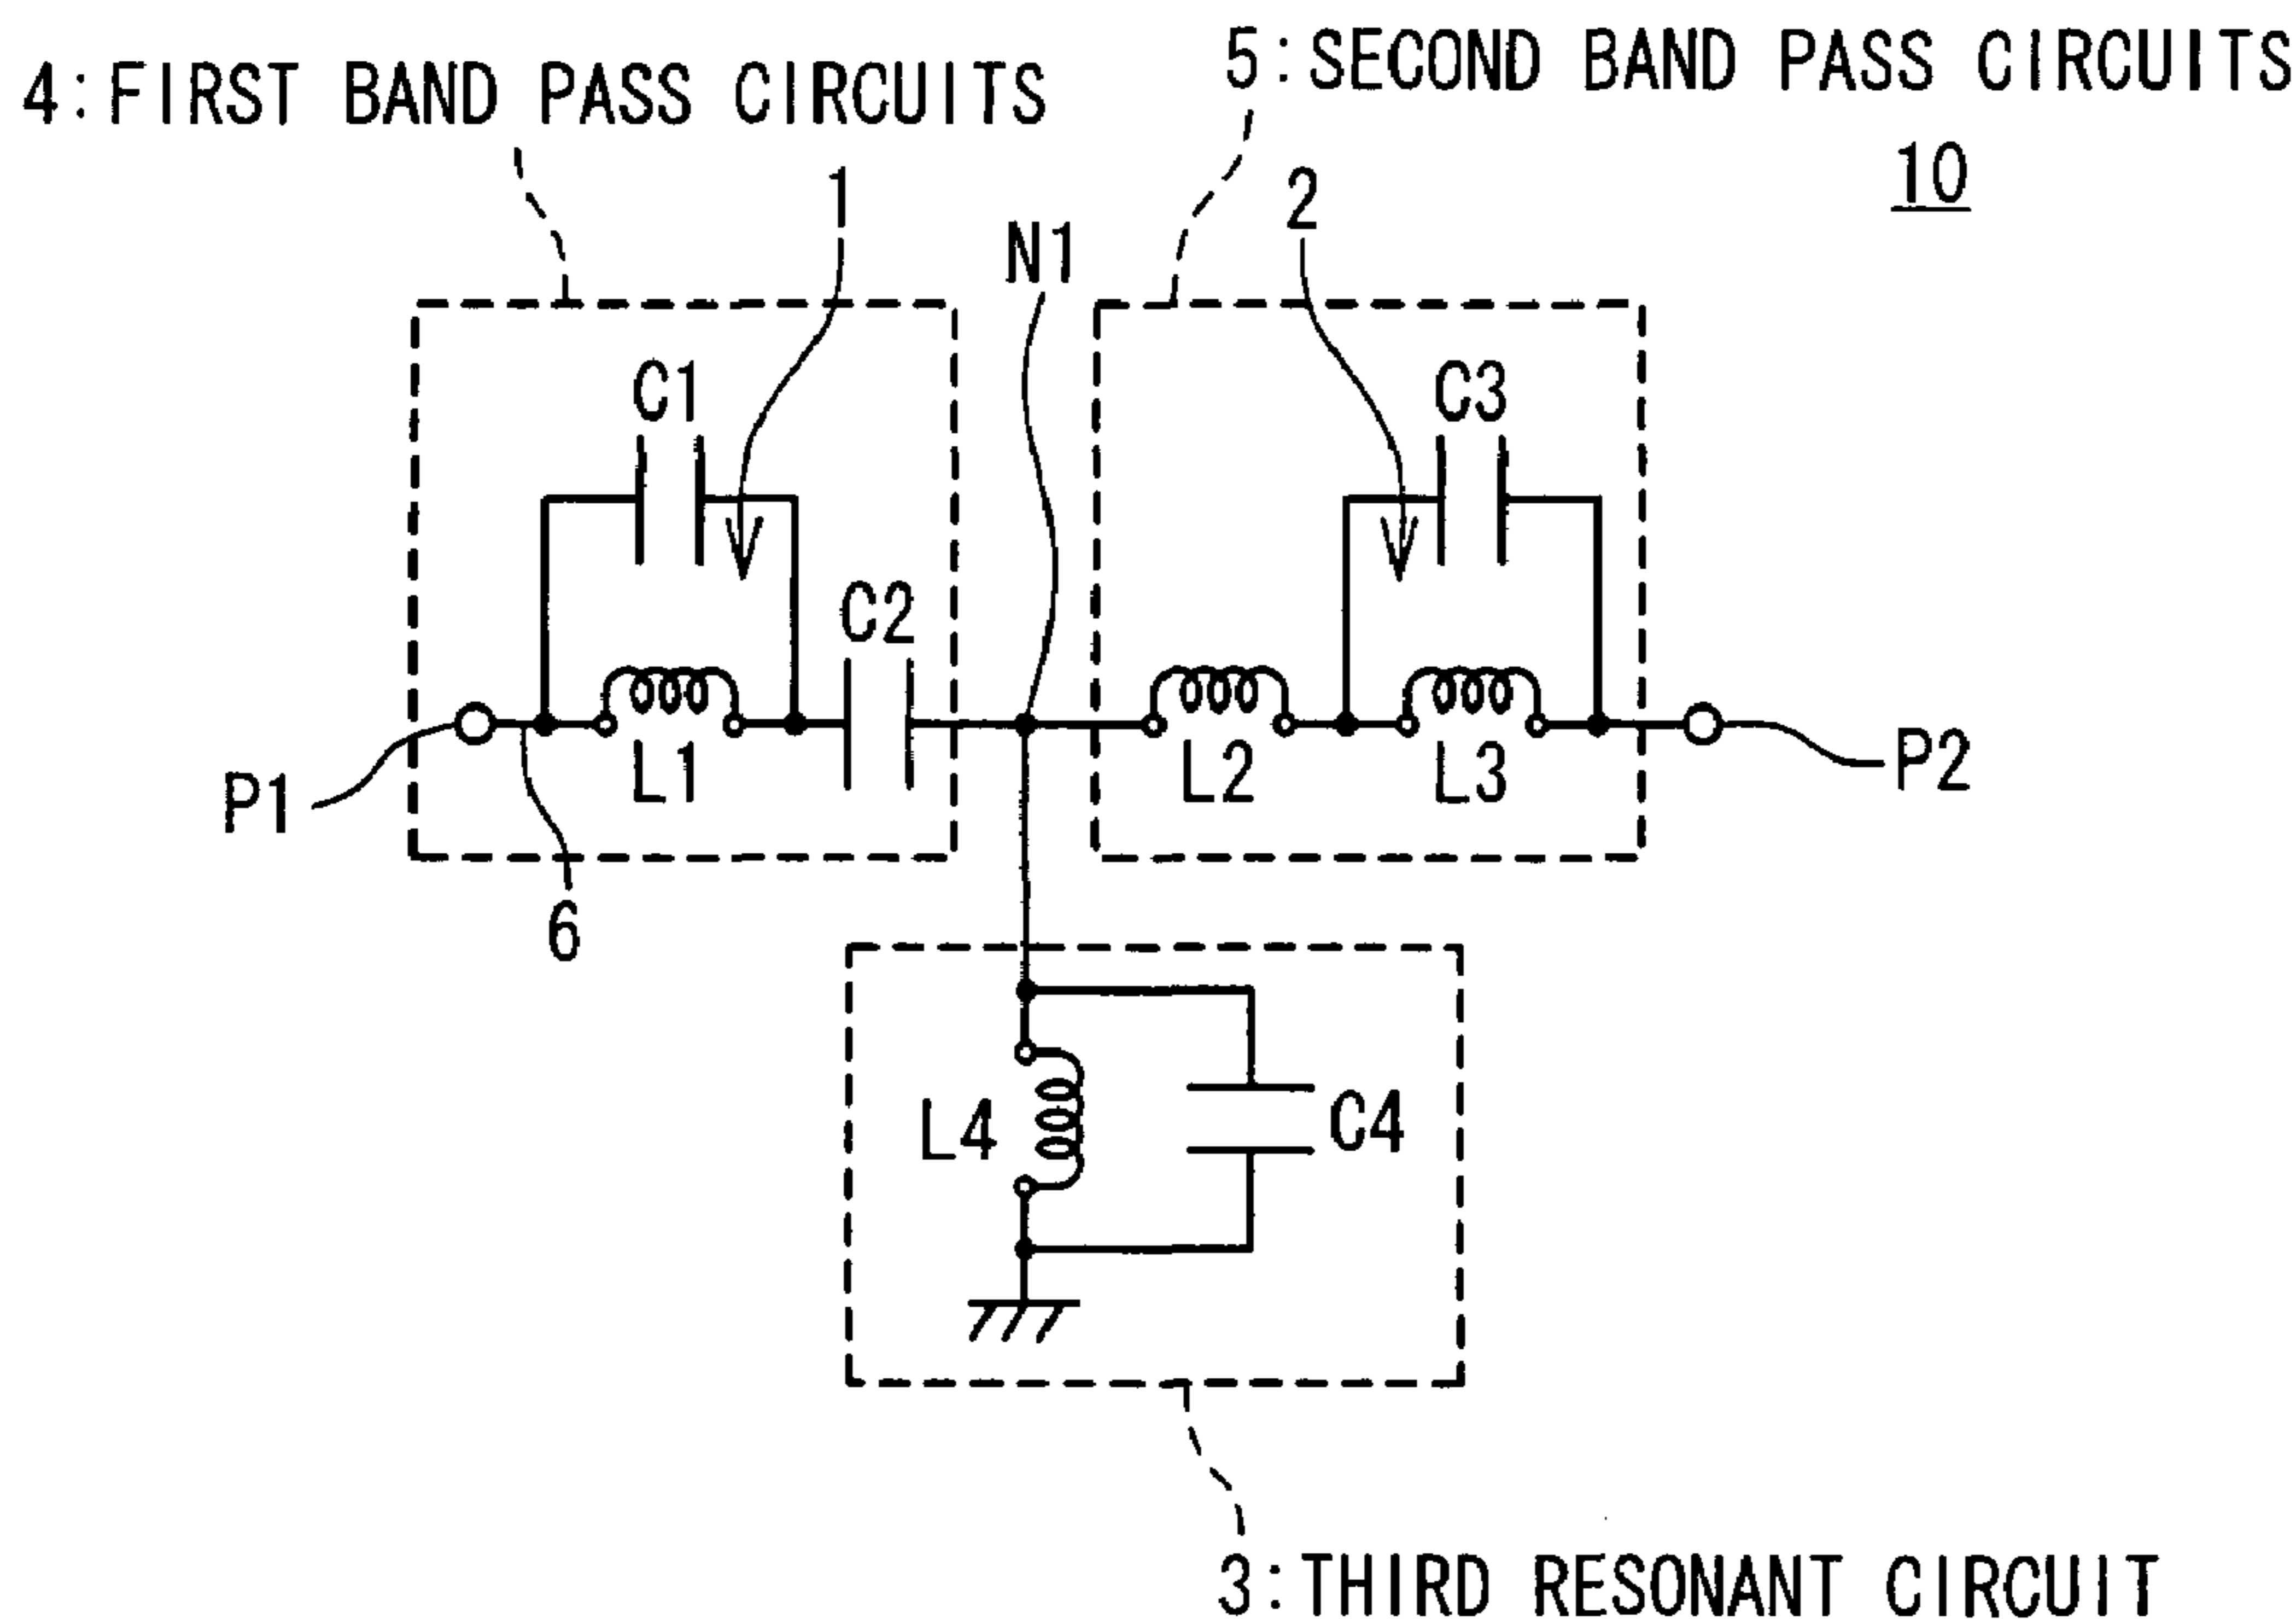 5:SECOND BAND PASS CIRCUITS
4:FIRST BAND PASS CIRCUITS
10
1
2
N1
C1
C3
C2
L1
L2
L3
P1
P2
6
L4
C4
3:THIRD RESONANT CIRCUIT